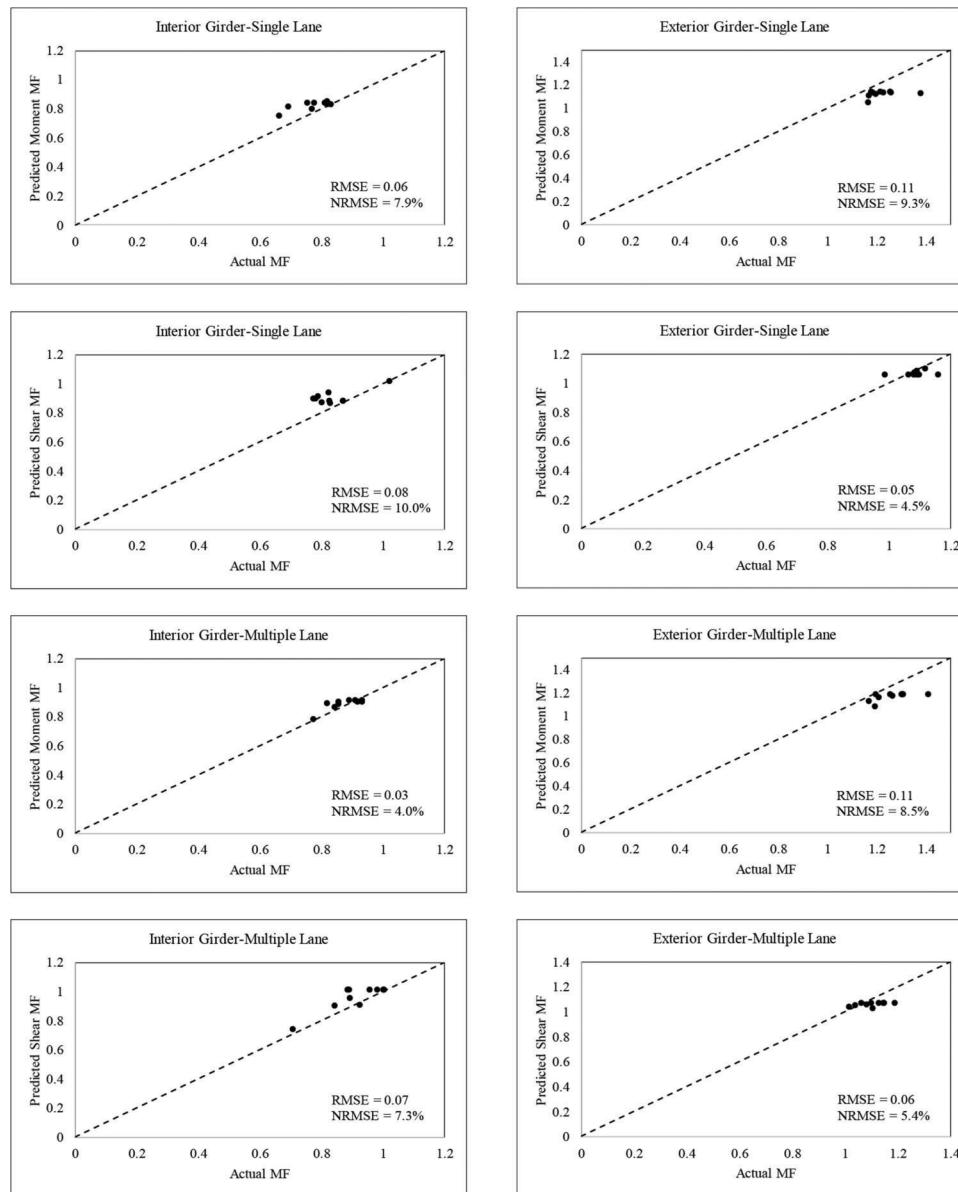 Interior Girder-Single Lane
Predicted Moment MF
1.2
1
0.8
0.6
0.4
0.2
0
RMSE = 0.06
NRMSE = 7.9%
0 0.2 0.4 0.6 0.8 1 1.2
Actual MF
Exterior Girder-Single Lane
Predicted Moment MF
1.4
1.2
1
0.8
0.6
0.4
0.2
0
RMSE = 0.11
NRMSE = 9.3%
0 0.2 0.4 0.6 0.8 1 1.2 1.4
Actual MF
Interior Girder-Single Lane
Predicted Shear MF
1.2
1
0.8
0.6
0.4
0.2
0
RMSE = 0.08
NRMSE = 10.0%
0 0.2 0.4 0.6 0.8 1 1.2
Actual MF
Exterior Girder-Single Lane
Predicted Shear MF
1.2
1
0.8
0.6
0.4
0.2
0
RMSE = 0.05
NRMSE = 4.5%
0 0.2 0.4 0.6 0.8 1 1.2
Actual MF
Interior Girder-Multiple Lane
Predicted Moment MF
1.2
1
0.8
0.6
0.4
0.2
0
RMSE = 0.03
NRMSE = 4.0%
0 0.2 0.4 0.6 0.8 1 1.2
Actual MF
Exterior Girder-Multiple Lane
Predicted Moment MF
1.4
1.2
1
0.8
0.6
0.4
0.2
0
RMSE = 0.11
NRMSE = 8.5%
0 0.2 0.4 0.6 0.8 1 1.2 1.4
Actual MF
Interior Girder-Multiple Lane
Predicted Shear MF
1.2
1
0.8
0.6
0.4
0.2
0
RMSE = 0.07
NRMSE = 7.3%
0 0.2 0.4 0.6 0.8 1 1.2
Actual MF
Exterior Girder-Multiple Lane
Predicted Shear MF
1.4
1.2
1
0.8
0.6
0.4
0.2
0
RMSE = 0.06
NRMSE = 5.4%
0 0.2 0.4 0.6 0.8 1 1.2 1.4
Actual MF